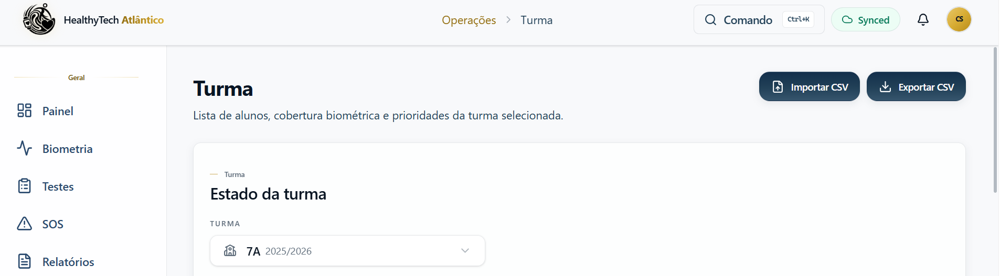 HealthyTech Atlântico
Operações > Turma
Comando Ctrl+K
Synced
CS
Geral
Painel
Biometria
Testes
SOS
Relatórios
Turma
Lista de alunos, cobertura biométrica e prioridades da turma selecionada.
Importar CSV
Exportar CSV
Turma
Estado da turma
TURMA
7A 2025/2026